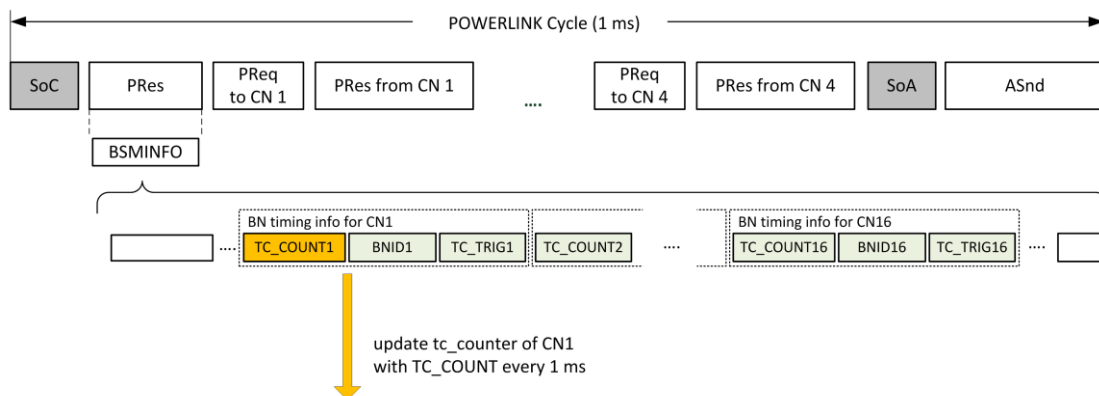 POWERLINK Cycle (1 ms)
SoC
PRes
PReq
to CN 1
PRes from CN 1
....
PReq
to CN 4
PRes from CN 4
SoA
ASnd
BSMINFO
BN timing info for CN1
BN timing info for CN16
....
TC_COUNT1
BNID1
TC_TRIG1
TC_COUNT2
....
TC_COUNT16
BNID16
TC_TRIG16
....
update tc_counter of CN1
with TC_COUNT every 1 ms